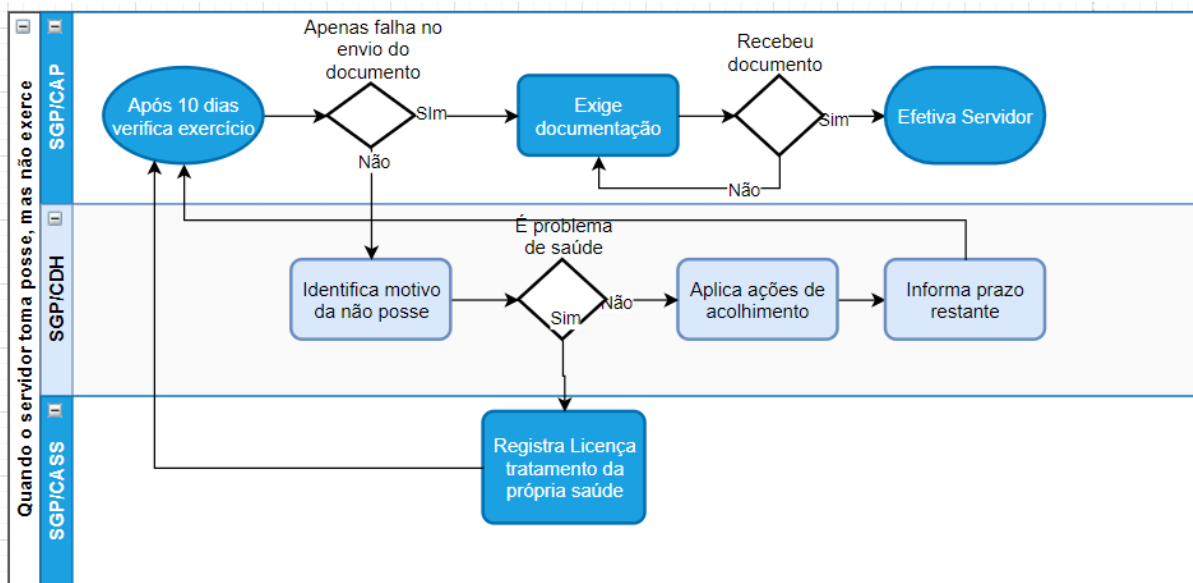 Quando o servidor toma posse, mas não exerce
SGP/CAP
Após 10 dias
verifica exercício
Apenas falha no
envio do
documento
SIm
Não
Exige
documentação
Recebeu
documento
Sim
Não
Efetiva Servidor
SGP/CDH
Identifica motivo
da não posse
É problema
de saúde
Não
Sim
Aplica ações de
acolhimento
Informa prazo
restante
SGP/CASS
Registra Licença
tratamento da
própria saúde